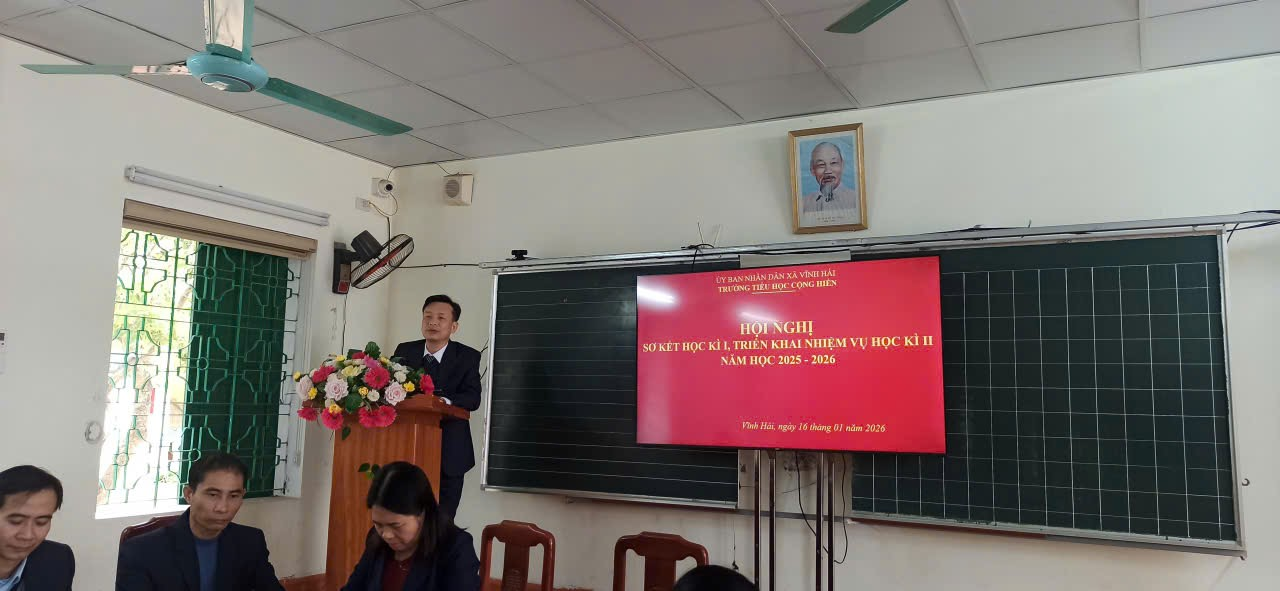 ỦY BAN NHÂN DÂN XÃ VĨNH HẢI
TRƯỜNG TIỂU HỌC CỘNG HIỀN
HỘI NGHỊ
SƠ KẾT HỌC KÌ I, TRIỂN KHAI NHIỆM VỤ HỌC KÌ II
NĂM HỌC 2025 - 2026
Vĩnh Hải, ngày 16 tháng 01 năm 2026